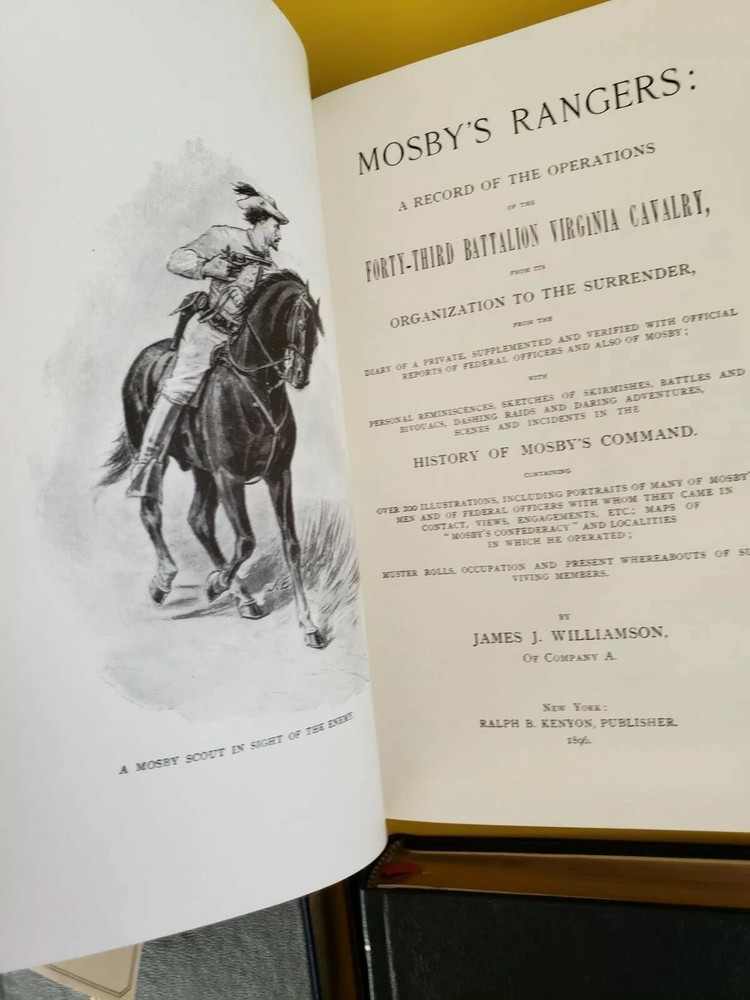 A MOSBY SCOUT IN SIGHT OF THE ENEMY.
MOSBY'S RANGERS:
A RECORD OF THE OPERATIONS
OF THE
FORTY-THIRD BATTALION VIRGINIA CAVALRY,
FROM ITS
ORGANIZATION TO THE SURRENDER,
FROM THE
DIARY OF A PRIVATE, SUPPLEMENTED AND VERIFIED WITH OFFICIAL
REPORTS OF FEDERAL OFFICERS AND ALSO OF MOSBY;
WITH
PERSONAL REMINISCENCES, SKETCHES OF SKIRMISHES, BATTLES AND
BIVOUACS, DASHING RAIDS AND DARING ADVENTURES,
SCENES AND INCIDENTS IN THE
HISTORY OF MOSBY'S COMMAND.
CONTAINING
OVER 200 ILLUSTRATIONS, INCLUDING PORTRAITS OF MANY OF MOSBY'
MEN AND OF FEDERAL OFFICERS WITH WHOM THEY CAME IN
CONTACT, VIEWS, ENGAGEMENTS, ETC.; MAPS OF
"MOSBY'S CONFEDERACY" AND LOCALITIES
IN WHICH HE OPERATED;
MUSTER ROLLS, OCCUPATION AND PRESENT WHEREABOUTS OF SU
VIVING MEMBERS.
BY
JAMES J. WILLIAMSON,
OF COMPANY A.
NEW YORK:
RALPH B. KENYON, PUBLISHER.
1896.